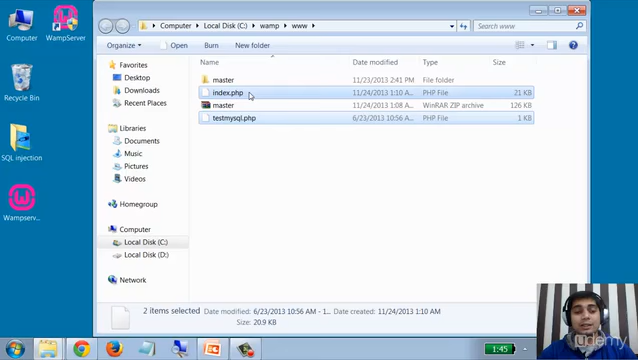 Computer
WampServer
Recycle Bin
SQL injection
Wampserv...
Computer ▸ Local Disk (C:) ▸ wamp ▸ www ▸
Search www
Organize
Open
Burn
New folder
Favorites
Desktop
Downloads
Recent Places
Libraries
Documents
Music
Pictures
Videos
Homegroup
Computer
Local Disk (C:)
Local Disk (D:)
Network
Name Date modified Type Size
master 11/23/2013 2:41 PM File folder
index.php 11/24/2013 1:10 A... PHP File 21 KB
master 11/24/2013 1:08 A... WinRAR ZIP archive 126 KB
testmysql.php 6/23/2013 10:56 A... PHP File 1 KB
2 items selected Date modified: 6/23/2013 10:56 AM - 1... Date created: 11/24/2013 1:10 AM
Size: 20.9 KB
1:45
udemy